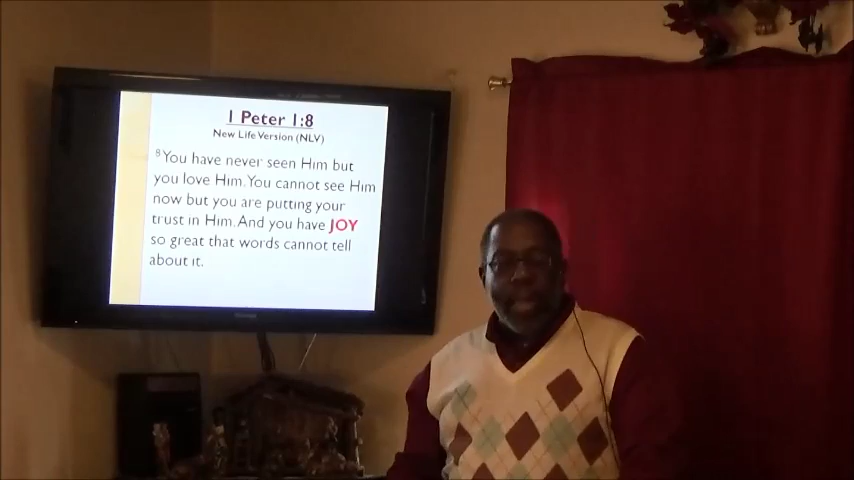 1 Peter 1:8
New Life Version (NLV)
8 You have never seen Him but
you love Him. You cannot see Him
now but you are putting your
trust in Him. And you have JOY
so great that words cannot tell
about it.